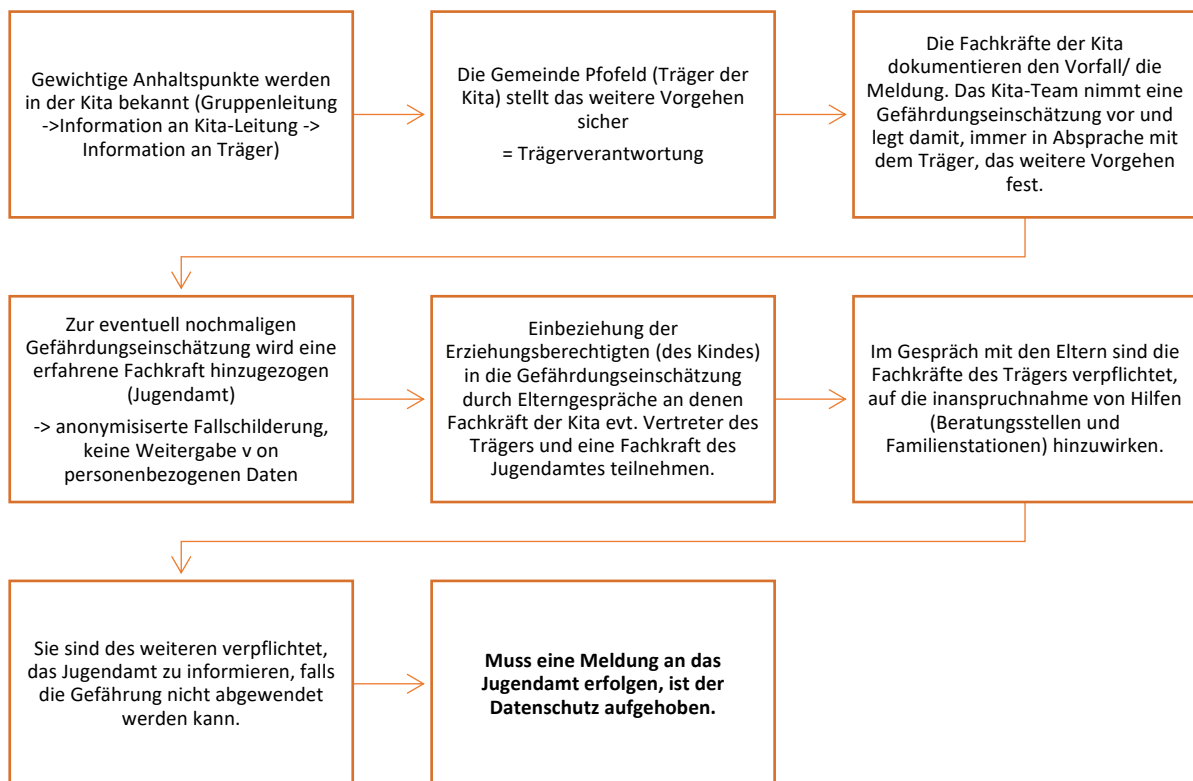 Gewichtige Anhaltspunkte werden
in der Kita bekannt (Gruppenleitung
->Information an Kita-Leitung ->
Information an Träger)
Die Gemeinde Pfofeld (Träger der
Kita) stellt das weitere Vorgehen
sicher
= Trägerverantwortung
Die Fachkräfte der Kita
dokumentieren den Vorfall/ die
Meldung. Das Kita-Team nimmt eine
Gefährdungseinschätzung vor und
legt damit, immer in Absprache mit
dem Träger, das weitere Vorgehen
fest.
Zur eventuell nochmaligen
Gefährdungseinschätzung wird eine
erfahrene Fachkraft hinzugezogen
(Jugendamt)
-> anonymisiserte Fallschilderung,
keine Weitergabe v on
personenbezogenen Daten
Einbeziehung der
Erziehungsberechtigten (des Kindes)
in die Gefährdungseinschätzung
durch Elterngespräche an denen
Fachkräft der Kita evt. Vertreter des
Trägers und eine Fachkraft des
Jugendamtes teilnehmen.
Im Gespräch mit den Eltern sind die
Fachkräfte des Trägers verpflichtet,
auf die inanspruchnahme von Hilfen
(Beratungsstellen und
Familienstationen) hinzuwirken.
Sie sind des weiteren verpflichtet,
das Jugendamt zu informieren, falls
die Gefährung nicht abgewendet
werden kann.
Muss eine Meldung an das
Jugendamt erfolgen, ist der
Datenschutz aufgehoben.